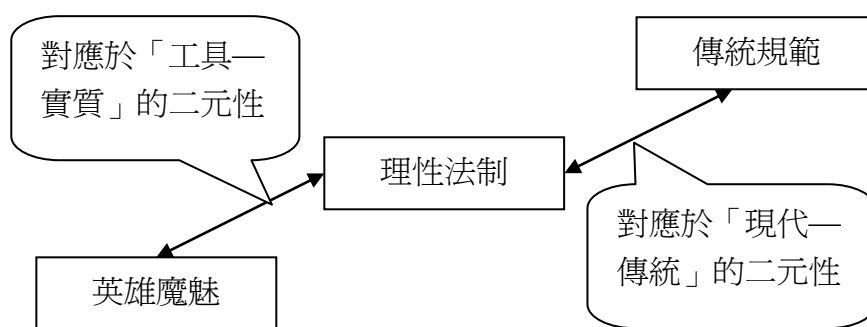 對應於「工具—
實質」的二元性
傳統規範
理性法制
對應於「現代—
傳統」的二元性
英雄魔魅